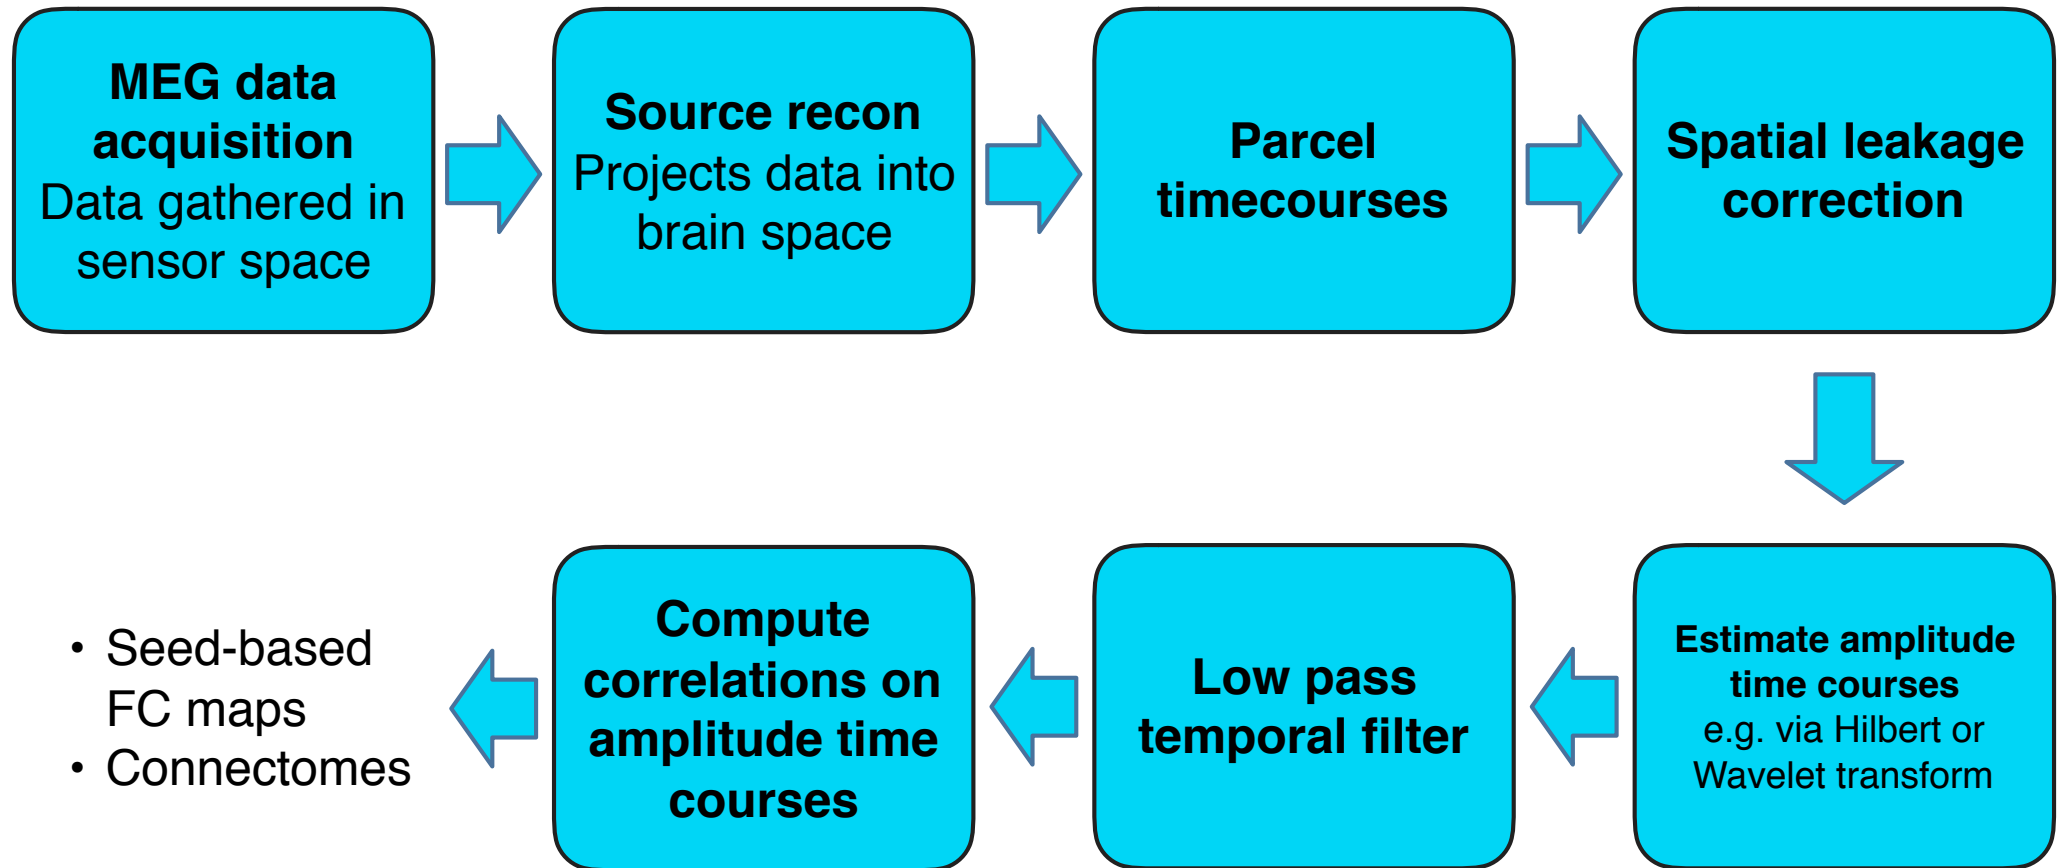 MEG data
acquisition
Data gathered in
sensor space
Source recon
Projects data into
brain space
Parcel
timecourses
Spatial leakage
correction
Estimate amplitude
time courses
e.g. via Hilbert or
Wavelet transform
Low pass
temporal filter
Compute
correlations on
amplitude time
courses
• Seed-based
FC maps
• Connectomes